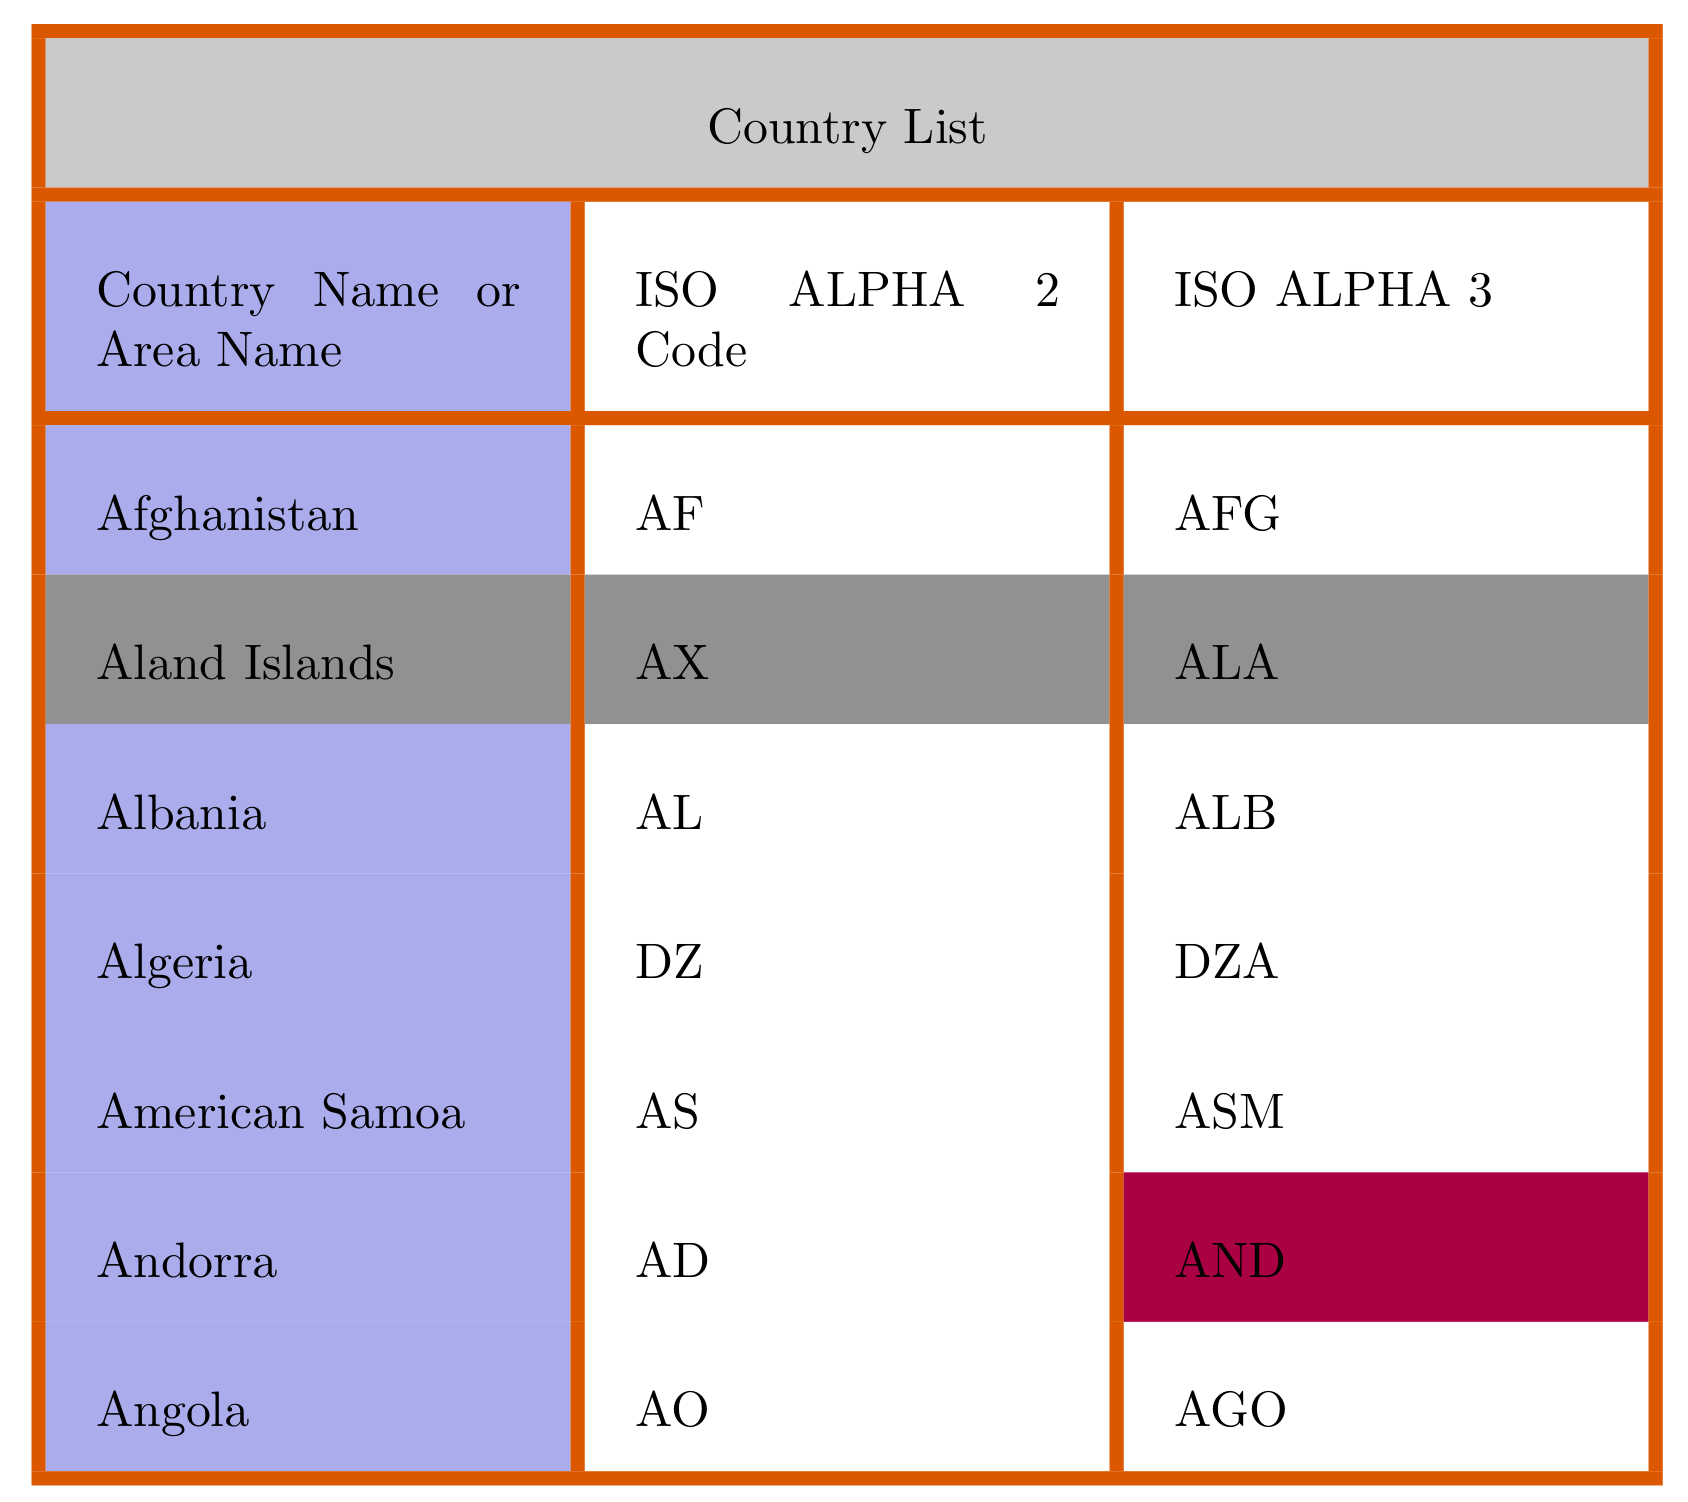 Country List
Country Name or
Area Name
ISO ALPHA 2
Code
ISO ALPHA 3
Afghanistan
AF
AFG
Aland Islands
AX
ALA
Albania
AL
ALB
Algeria
DZ
DZA
American Samoa
AS
ASM
Andorra
AD
AND
Angola
AO
AGO